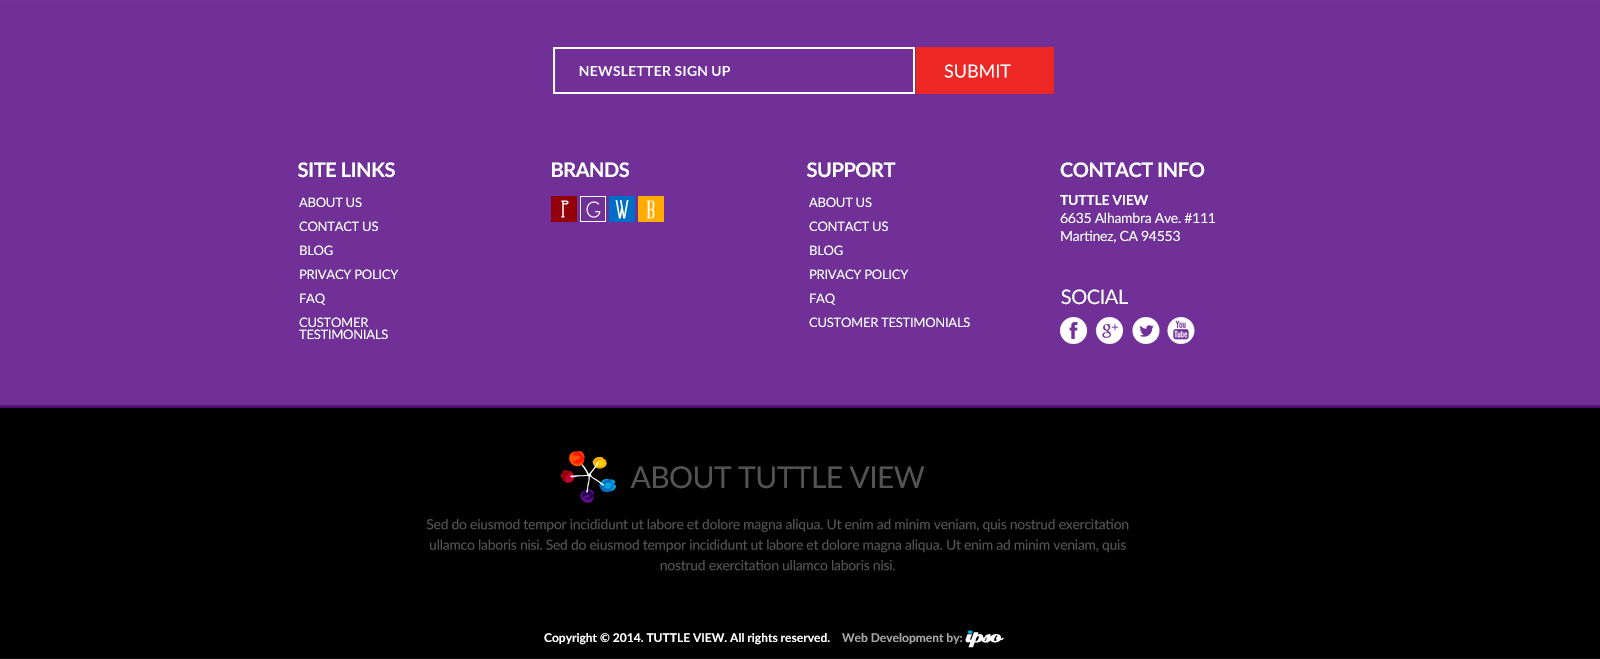 NEWSLETTER SIGN UP
SUBMIT
SITE LINKS
ABOUT US
CONTACT US
BLOG
PRIVACY POLICY
FAQ
CUSTOMER
TESTIMONIALS
BRANDS
P G W B
SUPPORT
ABOUT US
CONTACT US
BLOG
PRIVACY POLICY
FAQ
CUSTOMER TESTIMONIALS
CONTACT INFO
TUTTLE VIEW
6635 Alhambra Ave. #111
Martinez, CA 94553
SOCIAL
f g+ You Tube
ABOUT TUTTLE VIEW
Sed do eiusmod tempor incididunt ut labore et dolore magna aliqua. Ut enim ad minim veniam, quis nostrud exercitation
ullamco laboris nisi. Sed do eiusmod tempor incididunt ut labore et dolore magna aliqua. Ut enim ad minim veniam, quis
nostrud exercitation ullamco laboris nisi.
Copyright © 2014. TUTTLE VIEW. All rights reserved. Web Development by: ipso